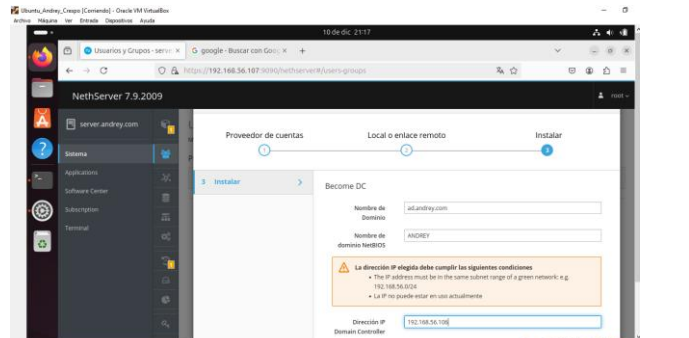 Ubuntu_Andrey_Crespo [Corriendo] - Oracle VM VirtualBox
Archivo Máquina Ver Entrada Dispositivos Ayuda
10 de dic 21:17
Usuarios y Grupos - serve
google - Buscar con Goo
https://192.168.56.107:9090/nethserver#/users-groups
NethServer 7.9.2009
root
server.andrey.com
Sistema
Applications
Software Center
Subscription
Terminal
Proveedor de cuentas
Local o enlace remoto
Instalar
1
2
3
3 Instalar
Become DC
Nombre de Dominio
ad.andrey.com
Nombre de dominio NetBIOS
ANDREY
La dirección IP elegida debe cumplir las siguientes condiciones
• The IP address must be in the same subnet range of a green network: e.g.
192.168.56.0/24
• La IP no puede estar en uso actualmente
Dirección IP Domain Controller
192.168.56.106